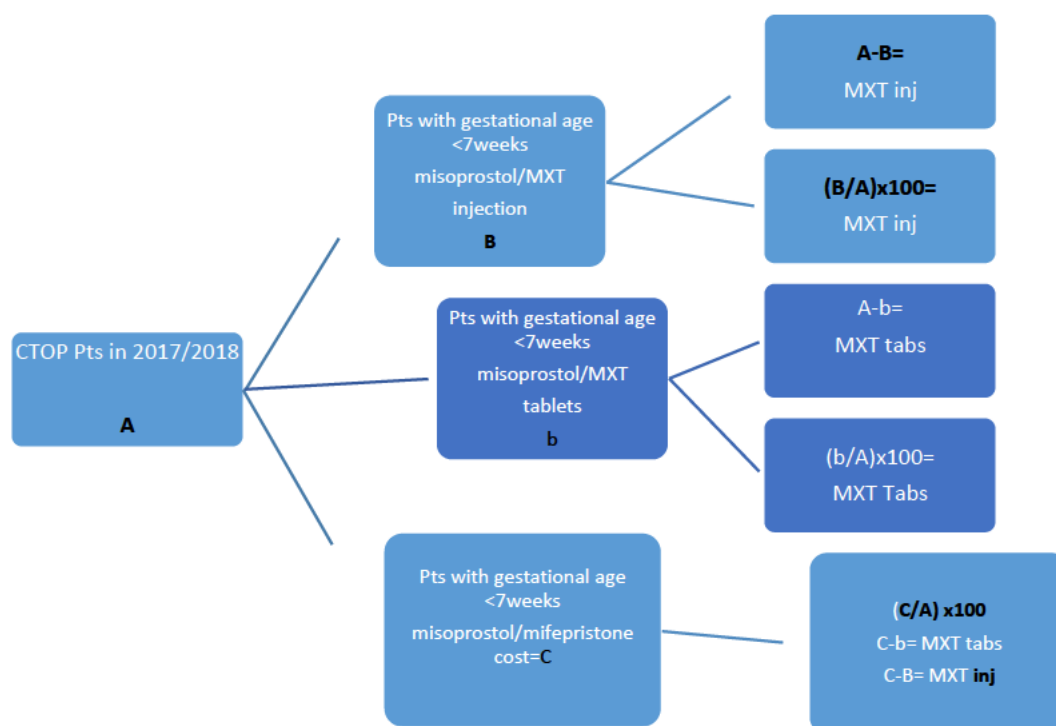 CTOP Pts in 2017/2018
A
Pts with gestational age
<7weeks
misoprostol/MXT
injection
B
A-B=
MXT inj
(B/A)x100=
MXT inj
Pts with gestational age
<7weeks
misoprostol/MXT
tablets
b
A-b=
MXT tabs
(b/A)x100=
MXT Tabs
Pts with gestational age
<7weeks
misoprostol/mifepristone
cost=C
(C/A) x100
C-b= MXT tabs
C-B= MXT inj